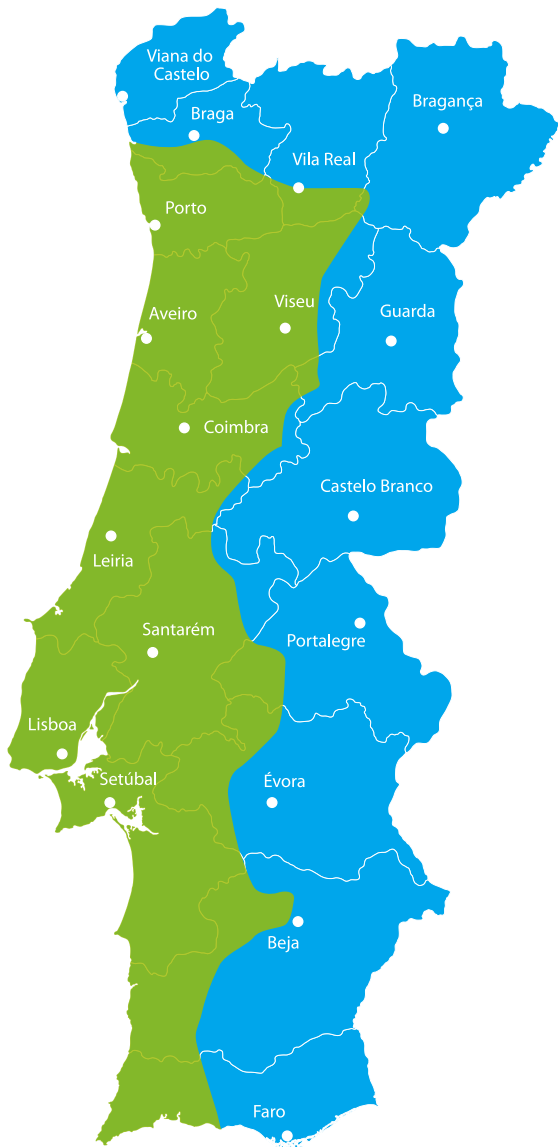 Viana do
Castelo
Bragança
Braga
Vila Real
Porto
Aveiro
Viseu
Guarda
Coimbra
Castelo Branco
Leiria
Santarém
Portalegre
Lisboa
Setúbal
Évora
Beja
Faro